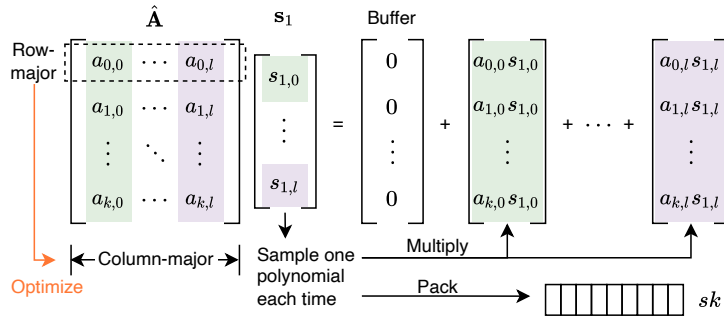 Â s₁ Buffer
Row-major
a₀,₀ ⋯ a₀,ₗ s₁,₀ 0 a₀,₀s₁,₀ a₀,ₗs₁,ₗ
a₁,₀ ⋯ a₁,ₗ ⋮ = 0 + a₁,₀s₁,₀ + ⋯ + a₁,ₗs₁,ₗ
⋮ ⋱ ⋮ ⋮ ⋮ ⋮
aₖ,₀ ⋯ aₖ,ₗ s₁,ₗ 0 aₖ,₀s₁,₀ aₖ,ₗs₁,ₗ
Optimize
Column-major
Sample one
polynomial
each time
Multiply
Pack
sk